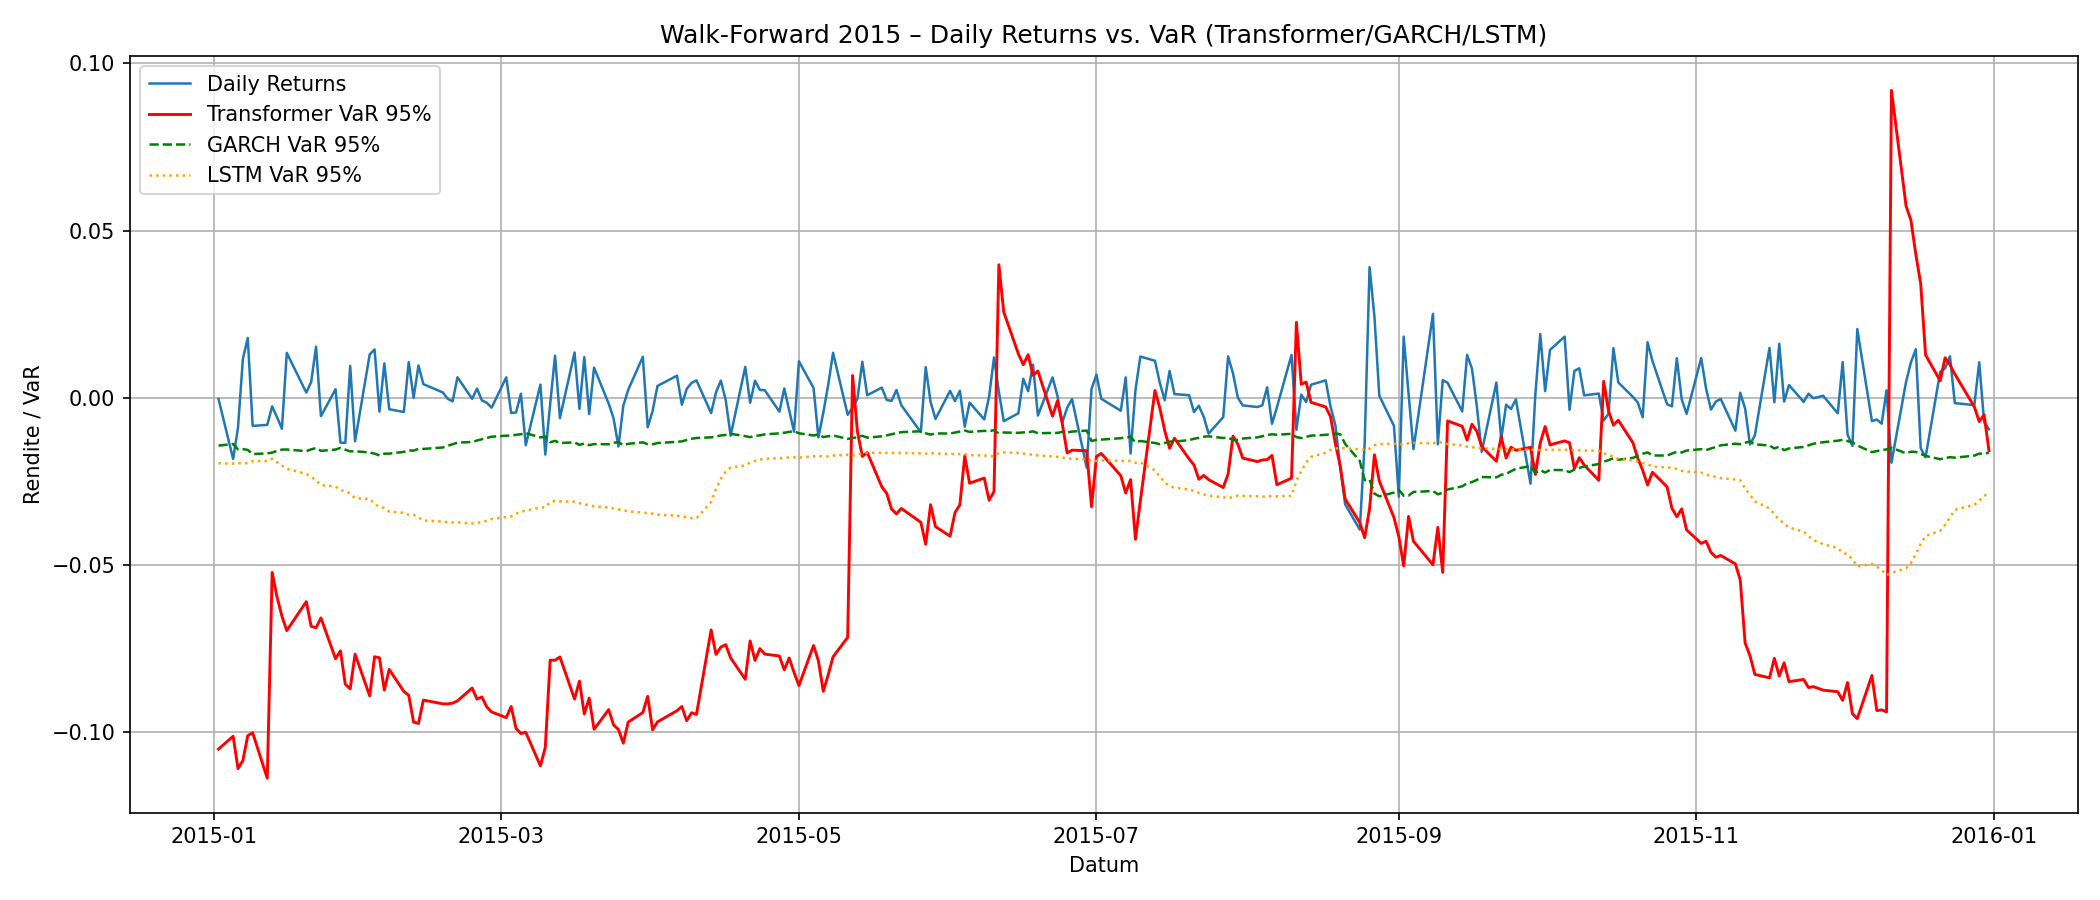 Walk-Forward 2015 – Daily Returns vs. VaR (Transformer/GARCH/LSTM)
Daily Returns
Transformer VaR 95%
GARCH VaR 95%
LSTM VaR 95%
Rendite / VaR
0.10
0.05
0.00
−0.05
−0.10
2015-01
2015-03
2015-05
2015-07
2015-09
2015-11
2016-01
Datum